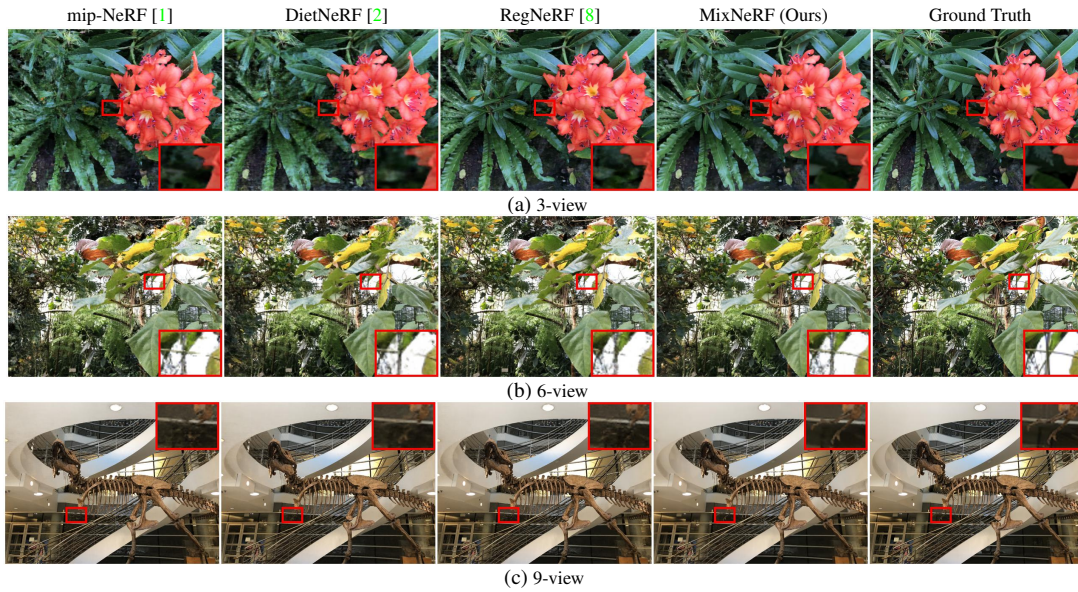 mip-NeRF [1] DietNeRF [2] RegNeRF [8] MixNeRF (Ours) Ground Truth
(a) 3-view
(b) 6-view
(c) 9-view